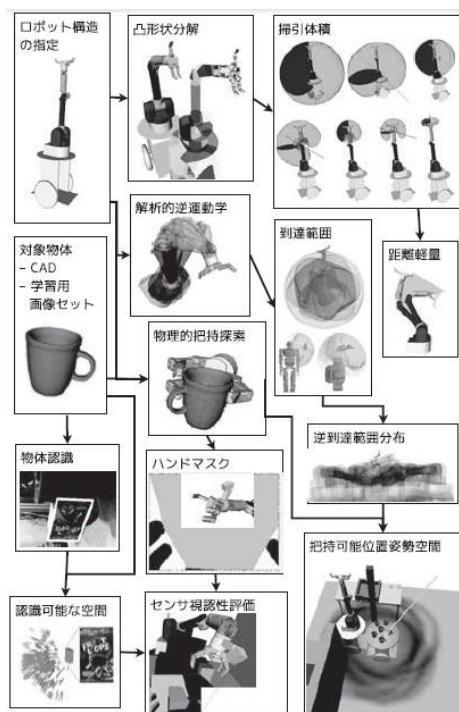 ロボット構造
の指定
凸形状分解
掃引体積
解析的逆運動学
到達範囲
距離軽量
対象物体
– CAD
– 学習用
画像セット
物理的把持探索
物体認識
ハンドマスク
逆到達範囲分布
把持可能位置姿勢空間
認識可能な空間
センサ視認性評価